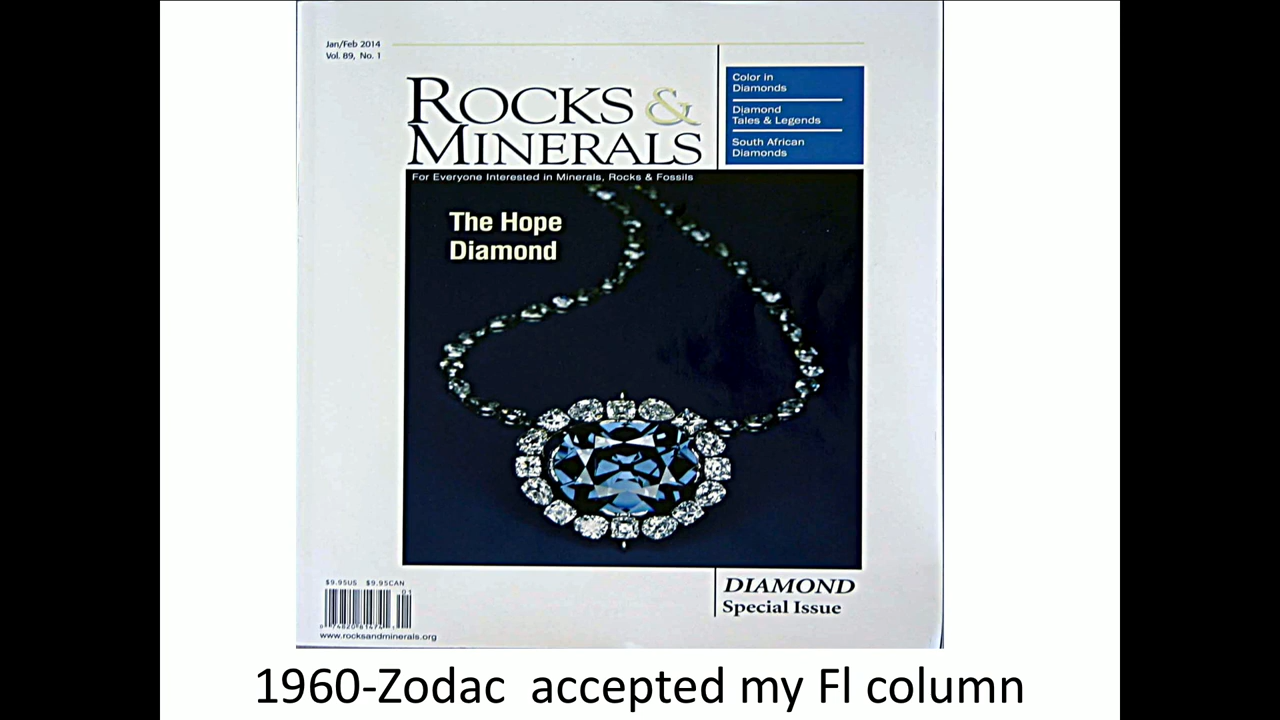 Jan/Feb 2014
Vol. 89, No. 1
ROCKS &
MINERALS
For Everyone Interested in Minerals, Rocks & Fossils
Color in
Diamonds
Diamond
Tales & Legends
South African
Diamonds
The Hope
Diamond
$9.95US $9.95CAN
01
www.rocksandminerals.org
DIAMOND
Special Issue
1960-Zodac accepted my Fl column